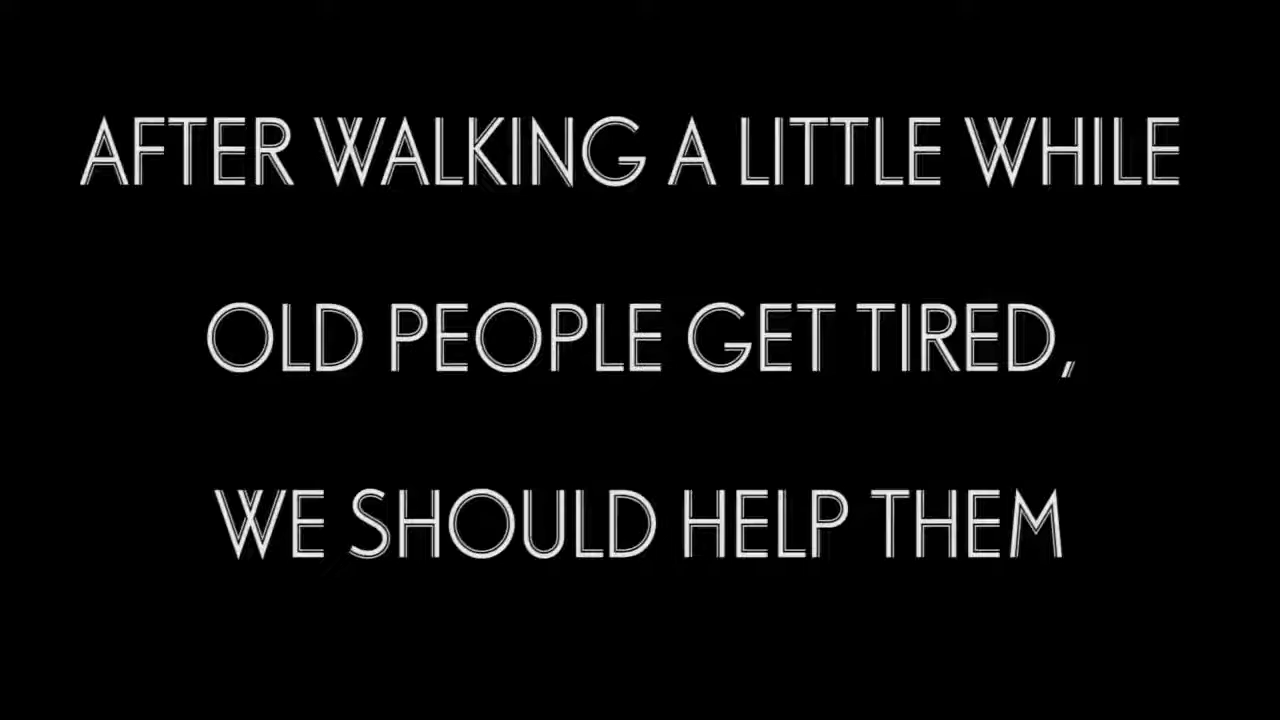 AFTER WALKING A LITTLE WHILE
OLD PEOPLE GET TIRED,
WE SHOULD HELP THEM